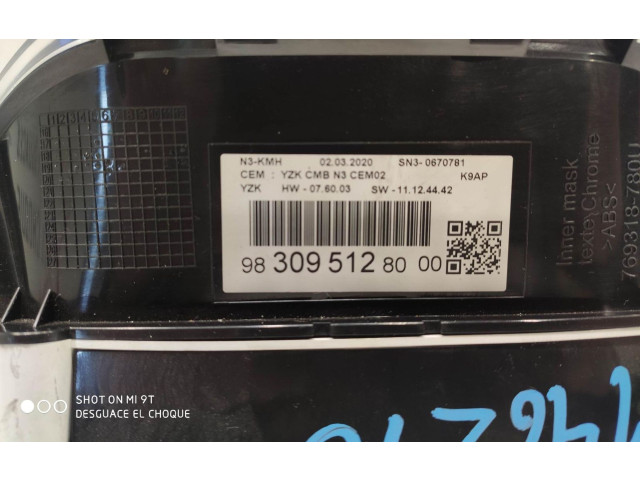 N3-KMH 02.03.2020 SN3- 0670781
CEM : YZK CMB N3 CEM02 K9AP
YZK HW - 07.60.03 SW - 11.12.44.42
98 309 512 80 00
Inner mask
texte/Chrome
>ABS<
SHOT ON MI 9T
DESGUACE EL CHOQUE